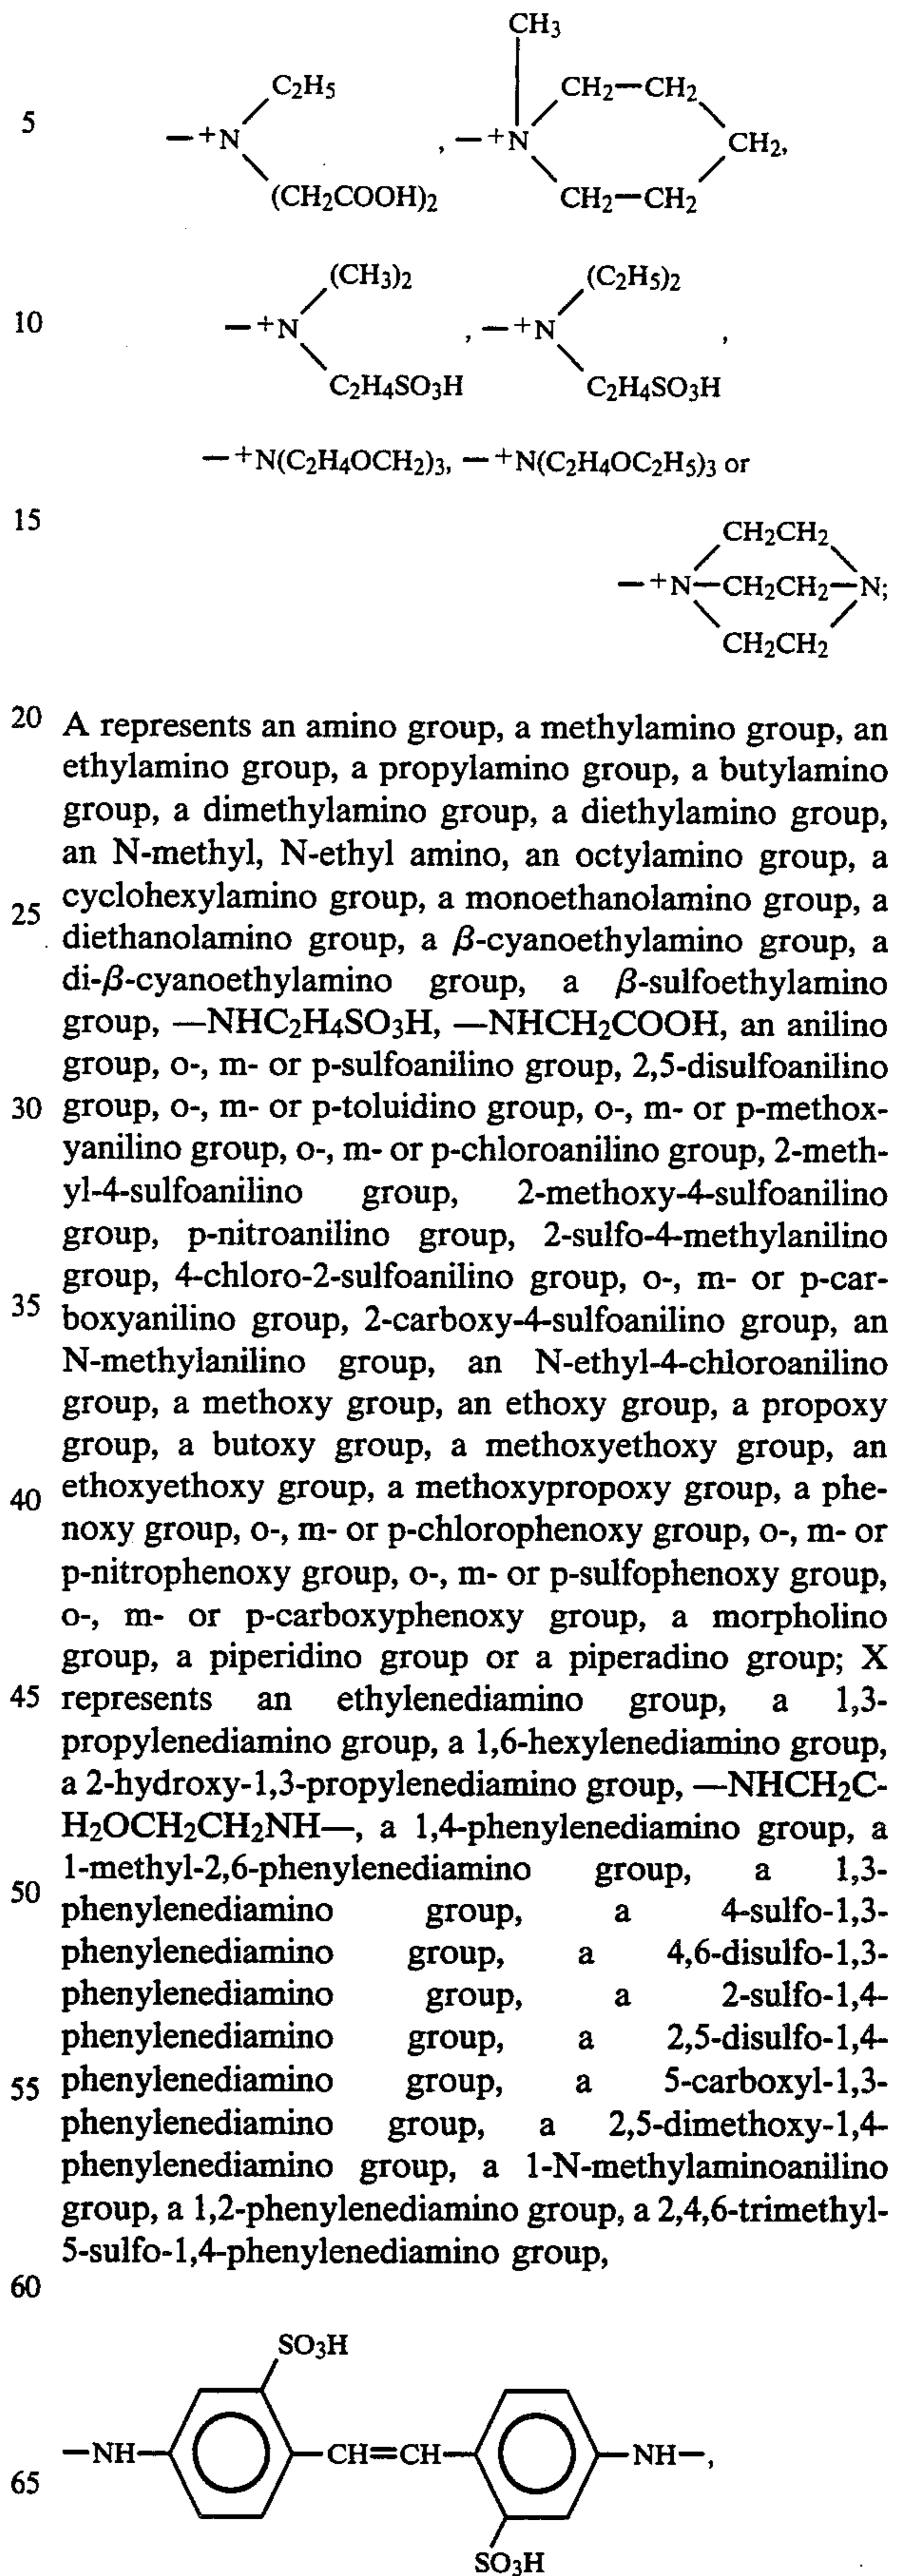 CH3
C2H5
CH2—CH2
5
—+N
, —+N
CH2,
(CH2COOH)2
CH2—CH2
(CH3)2
(C2H5)2
10
—+N
, —+N
,
C2H4SO3H
C2H4SO3H
—+N(C2H4OCH2)3, —+N(C2H4OC2H5)3 or
15
CH2CH2
—+N—CH2CH2—N;
CH2CH2
20 A represents an amino group, a methylamino group, an
ethylamino group, a propylamino group, a butylamino
group, a dimethylamino group, a diethylamino group,
an N-methyl, N-ethyl amino, an octylamino group, a
cyclohexylamino group, a monoethanolamino group, a
25 diethanolamino group, a β-cyanoethylamino group, a
di-β-cyanoethylamino group, a β-sulfoethylamino
group, —NHC2H4SO3H, —NHCH2COOH, an anilino
group, o-, m- or p-sulfoanilino group, 2,5-disulfoanilino
30 group, o-, m- or p-toluidino group, o-, m- or p-methox-
yanilino group, o-, m- or p-chloroanilino group, 2-meth-
yl-4-sulfoanilino group, 2-methoxy-4-sulfoanilino
group, p-nitroanilino group, 2-sulfo-4-methylanilino
group, 4-chloro-2-sulfoanilino group, o-, m- or p-car-
35 boxyanilino group, 2-carboxy-4-sulfoanilino group, an
N-methylanilino group, an N-ethyl-4-chloroanilino
group, a methoxy group, an ethoxy group, a propoxy
group, a butoxy group, a methoxyethoxy group, an
40 ethoxyethoxy group, a methoxypropoxy group, a phe-
noxy group, o-, m- or p-chlorophenoxy group, o-, m- or
p-nitrophenoxy group, o-, m- or p-sulfophenoxy group,
o-, m- or p-carboxyphenoxy group, a morpholino
group, a piperidino group or a piperadino group; X
45 represents an ethylenediamino group, a 1,3-
propylenediamino group, a 1,6-hexylenediamino group,
a 2-hydroxy-1,3-propylenediamino group, —NHCH2C-
H2OCH2CH2NH—, a 1,4-phenylenediamino group, a
1-methyl-2,6-phenylenediamino group, a 1,3-
50 phenylenediamino group, a 4-sulfo-1,3-
phenylenediamino group, a 4,6-disulfo-1,3-
phenylenediamino group, a 2-sulfo-1,4-
phenylenediamino group, a 2,5-disulfo-1,4-
55 phenylenediamino group, a 5-carboxyl-1,3-
phenylenediamino group, a 2,5-dimethoxy-1,4-
phenylenediamino group, a 1-N-methylaminoanilino
group, a 1,2-phenylenediamino group, a 2,4,6-trimethyl-
5-sulfo-1,4-phenylenediamino group,
60
SO3H
—NH— —CH=CH— —NH—,
65
SO3H